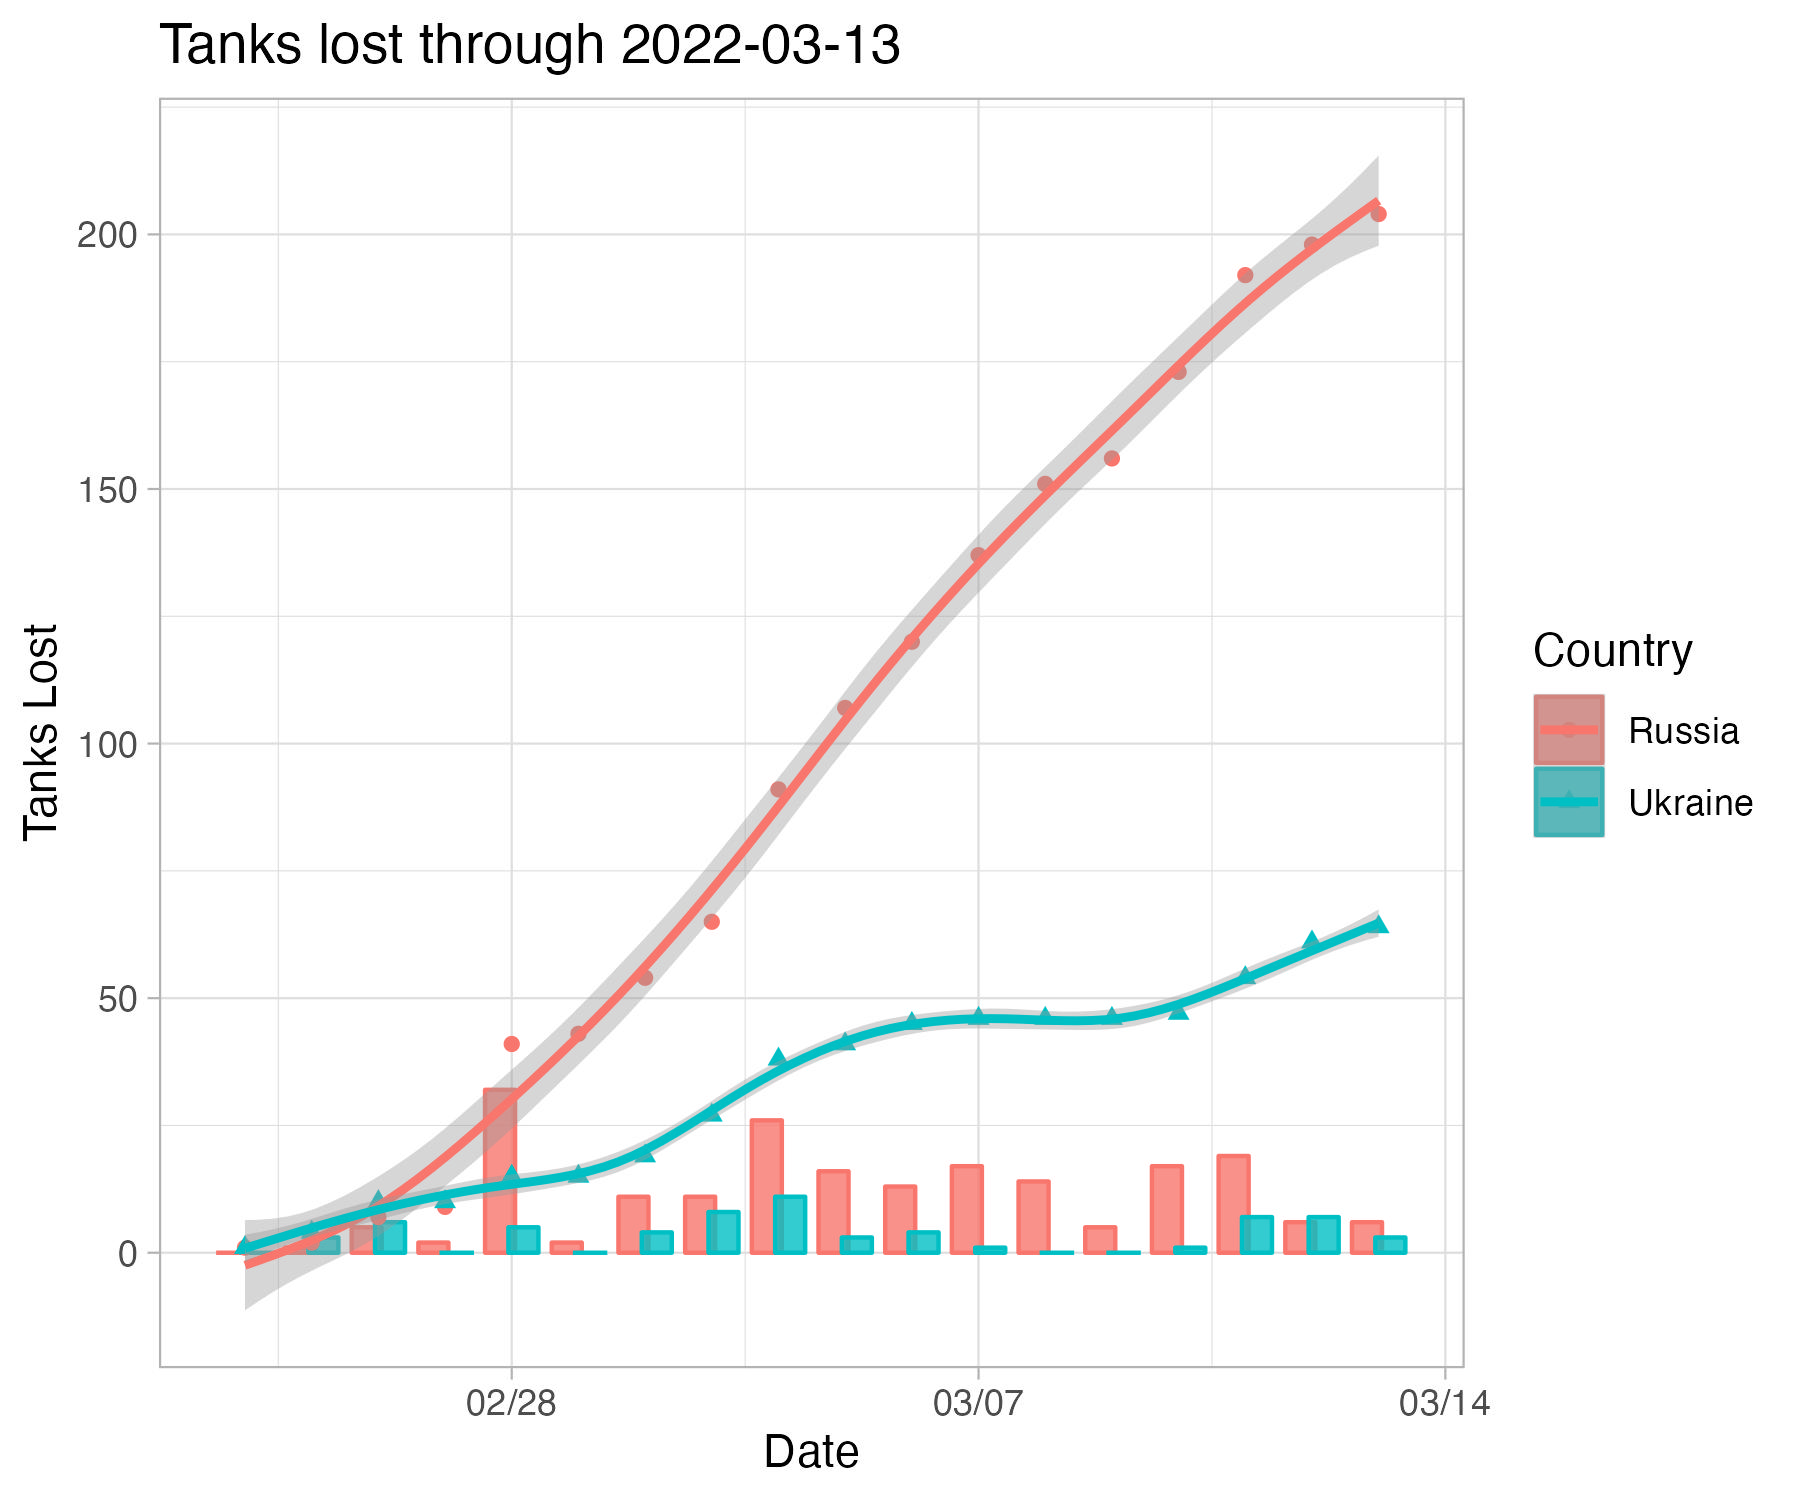 Tanks lost through 2022-03-13
200
150
100
50
0
Tanks Lost
02/28
03/07
03/14
Date
Country
Russia
Ukraine